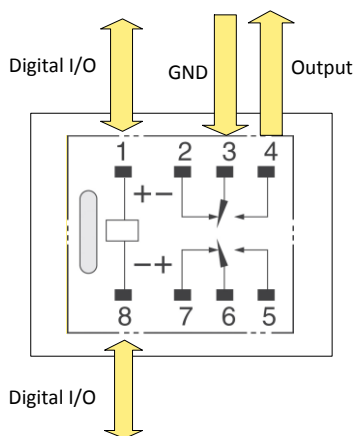 Digital I/O
GND
Output
1 2 3 4
+−
−+
8 7 6 5
Digital I/O